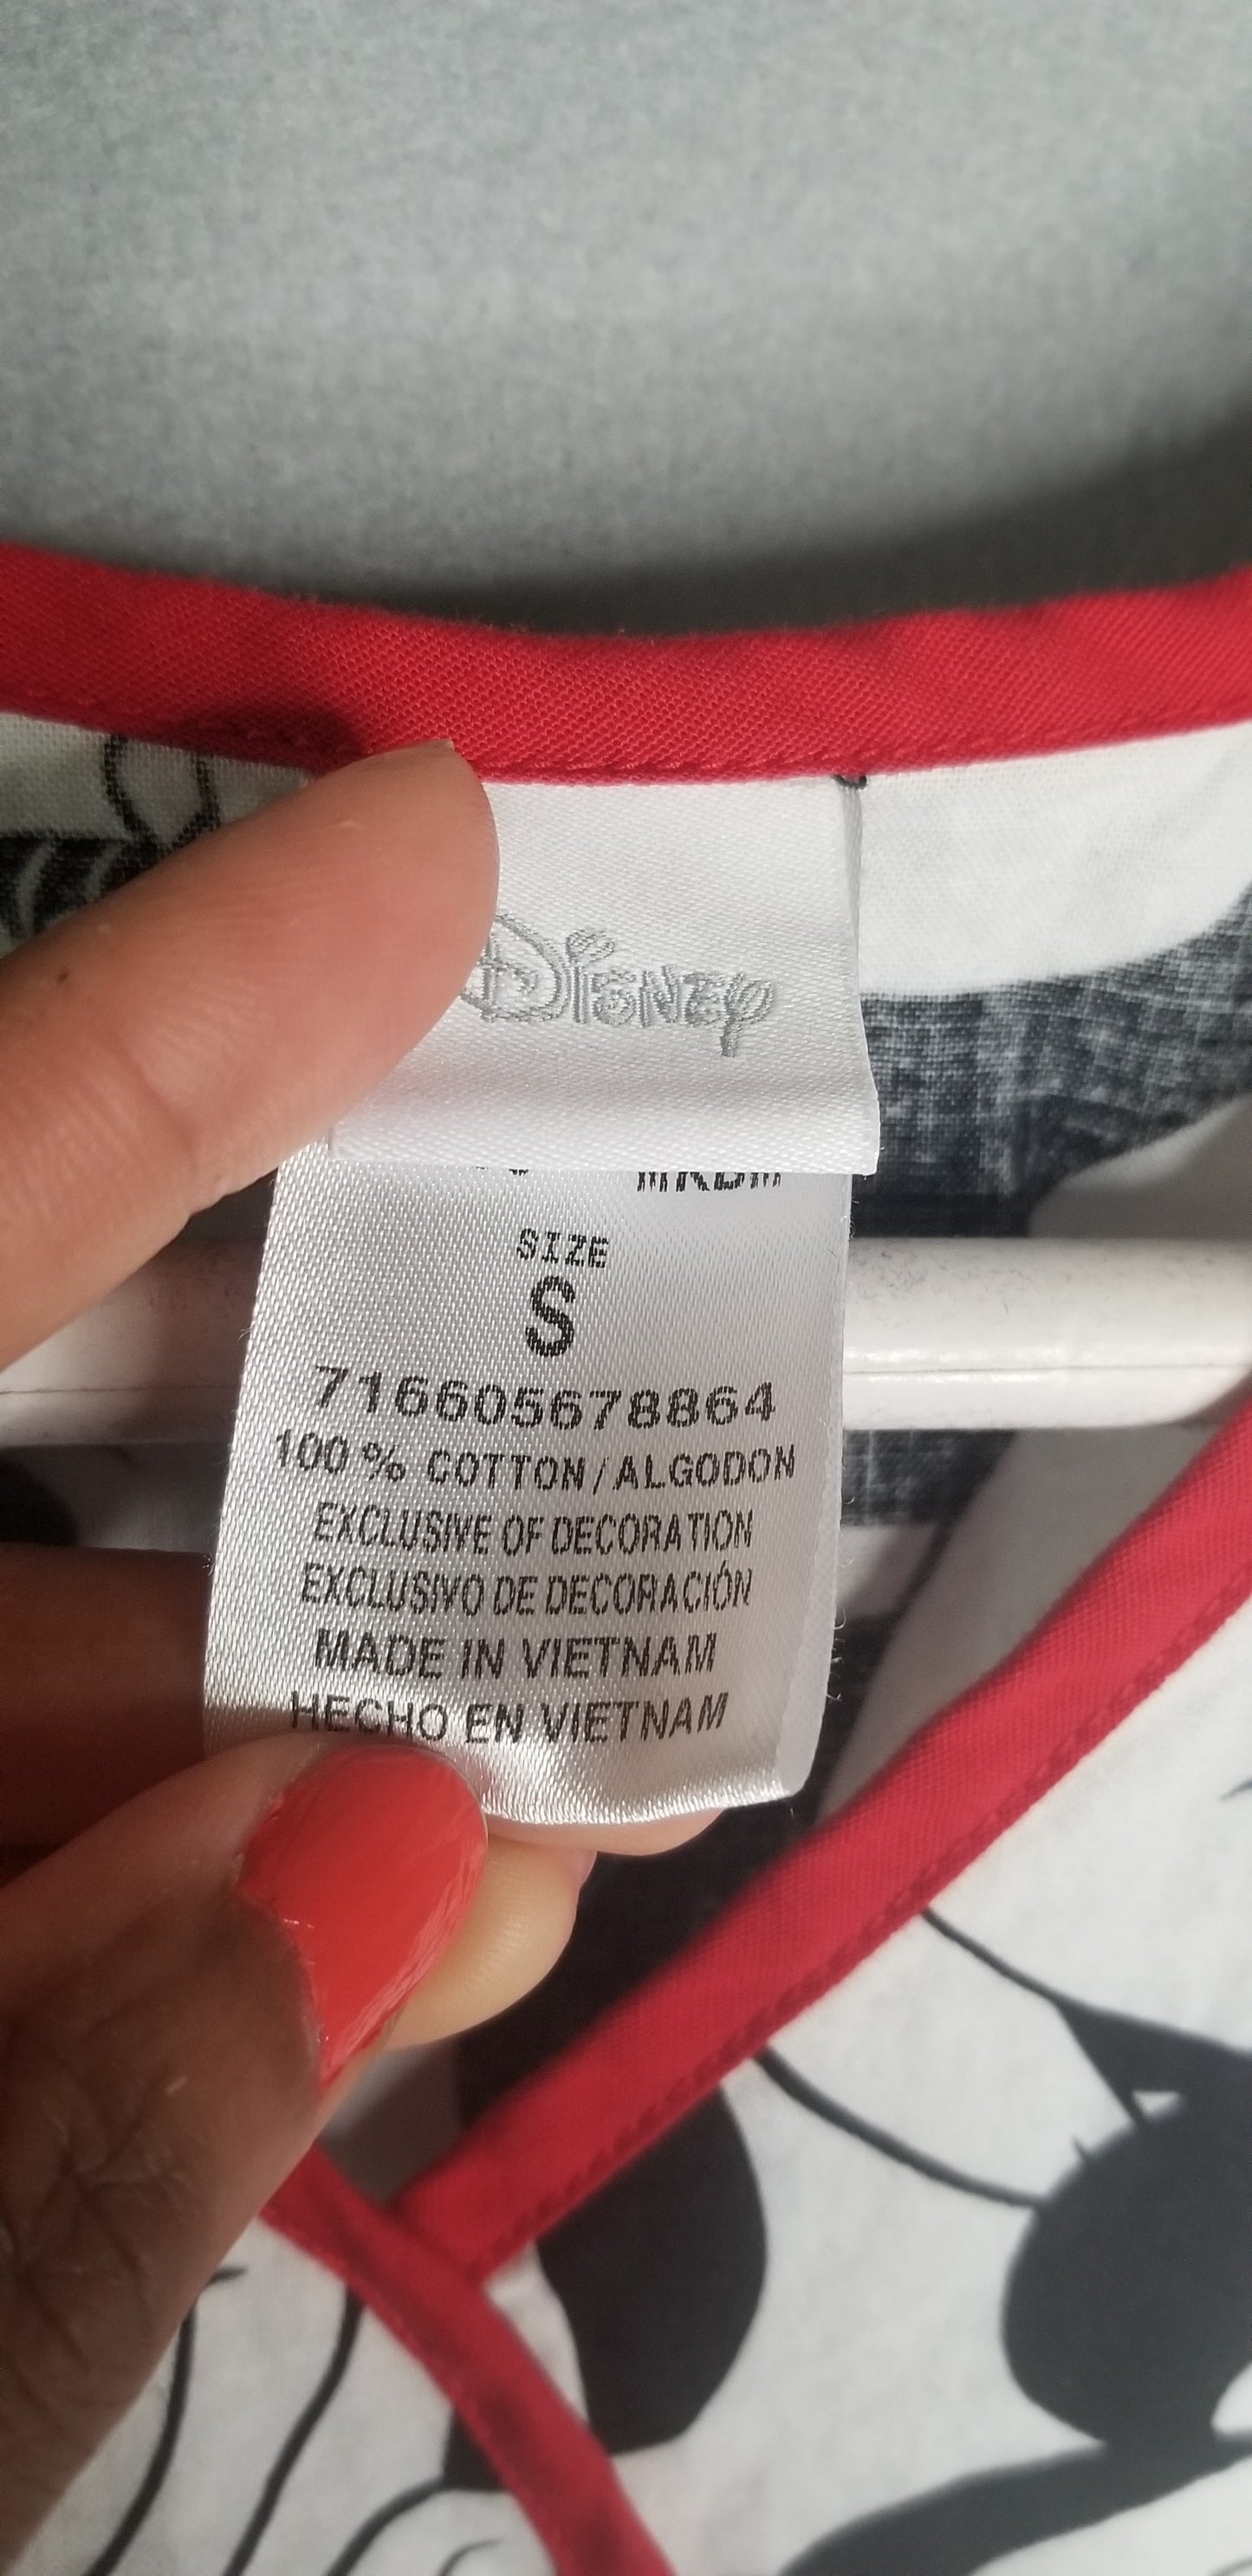 Disney
SIZE
S
716605678864
100% COTTON/ALGODON
EXCLUSIVE OF DECORATION
EXCLUSIVO DE DECORACIÓN
MADE IN VIETNAM
HECHO EN VIETNAM